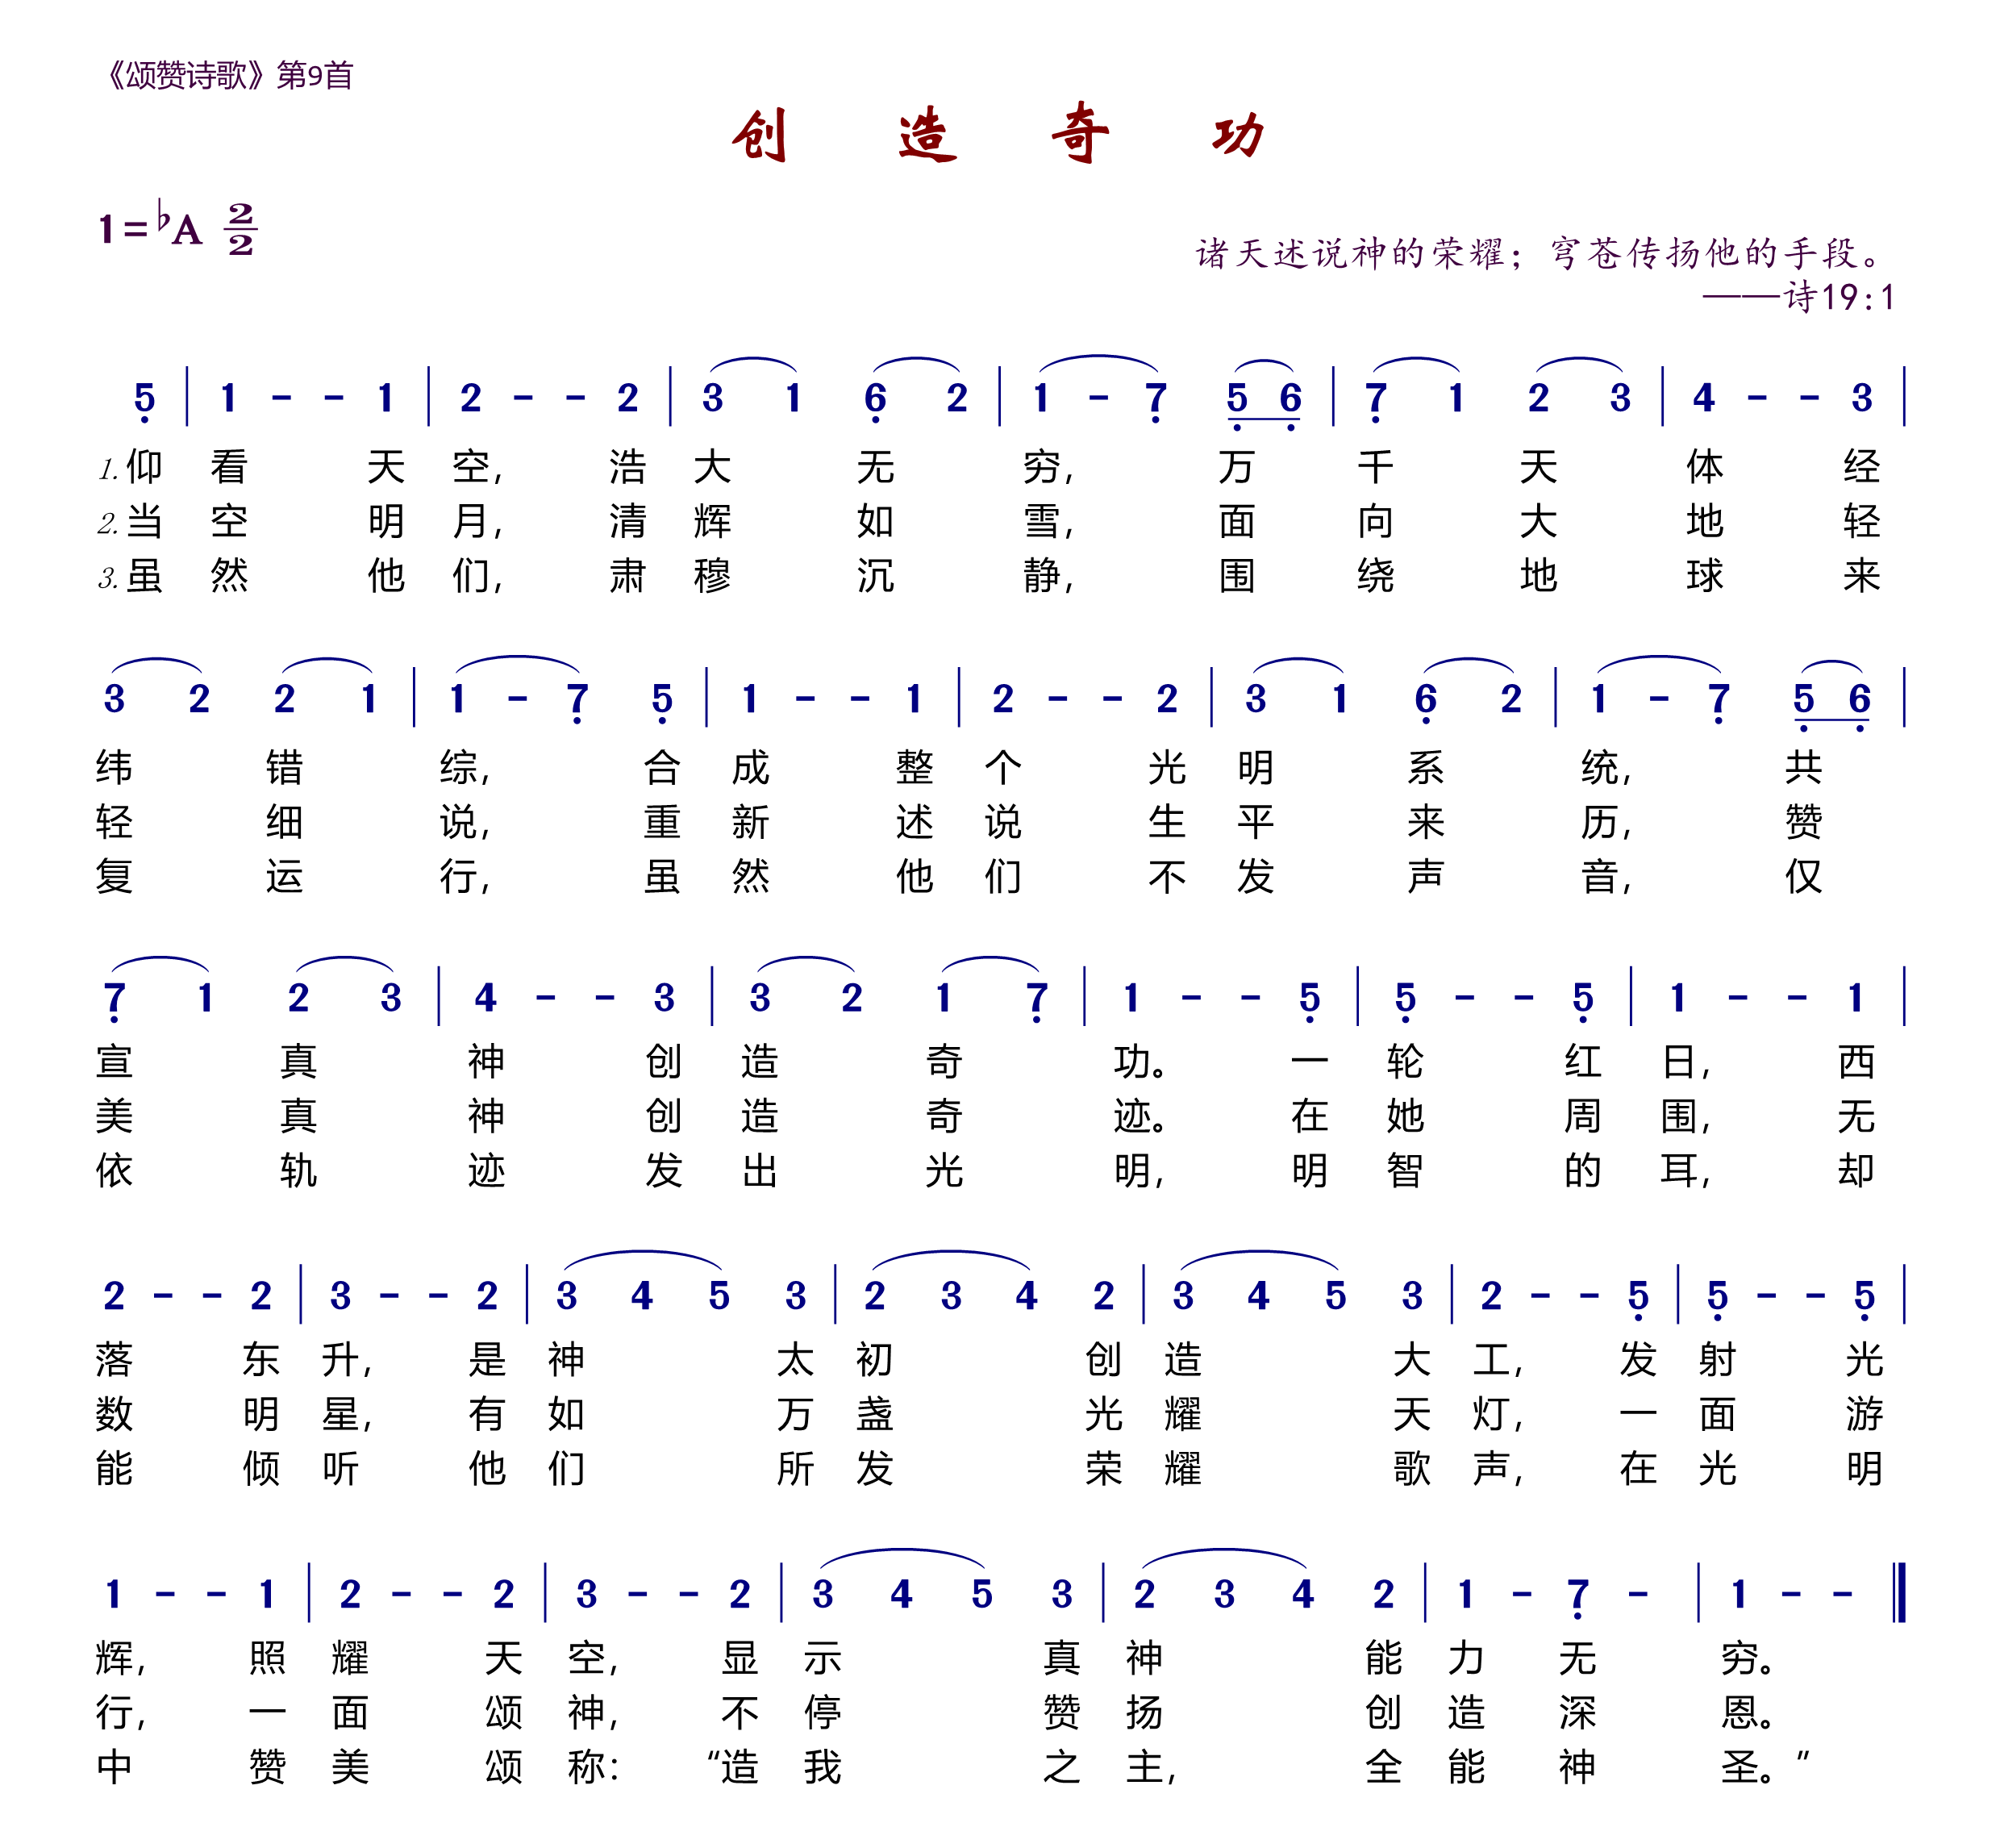 《颂赞诗歌》第9首
创 造 奇 功
1=♭A 2/2
诸天述说神的荣耀；穹苍传扬他的手段。
——诗19:1
5̣ | 1 - - 1 | 2 - - 2 | 3 1 6̣ 2 | 1 - 7̣ 5̣ 6̣ | 7̣ 1 2 3 | 4 - - 3 |
1.仰 看 天 空, 浩 大 无 穷, 万 千 天 体 经
2.当 空 明 月, 清 辉 如 雪, 面 向 大 地 轻
3.虽 然 他 们, 肃 穆 沉 静, 围 绕 地 球 来
3 2 2 1 | 1 - 7̣ 5̣ | 1 - - 1 | 2 - - 2 | 3 1 6̣ 2 | 1 - 7̣ 5̣ 6̣ |
纬 错 综, 合 成 整 个 光 明 系 统, 共
轻 细 说, 重 新 述 说 生 平 来 历, 赞
复 运 行, 虽 然 他 们 不 发 声 音, 仅
7̣ 1 2 3 | 4 - - 3 | 3 2 1 7̣ | 1 - - 5̣ | 5̣ - - 5̣ | 1 - - 1 |
宣 真 神 创 造 奇 功。 一 轮 红 日, 西
美 真 神 创 造 奇 迹。 在 她 周 围, 无
依 轨 迹 发 出 光 明, 明 智 的 耳, 却
2 - - 2 | 3 - - 2 | 3 4 5 3 | 2 3 4 2 | 3 4 5 3 | 2 - - 5̣ | 5̣ - - 5̣ |
落 东 升, 是 神 太 初 创 造 大 工, 发 射 光
数 明 星, 有 如 万 盏 光 耀 天 灯, 一 面 游
能 倾 听 他 们 所 发 荣 耀 歌 声, 在 光 明
1 - - 1 | 2 - - 2 | 3 - - 2 | 3 4 5 3 | 2 3 4 2 | 1 - 7̣ - | 1 - - ‖
辉, 照 耀 天 空, 显 示 真 神 能 力 无 穷。
行, 一 面 颂 神, 不 停 赞 扬 创 造 深 恩。
中 赞 美 颂 称: “造 我 之 主, 全 能 神 圣。”